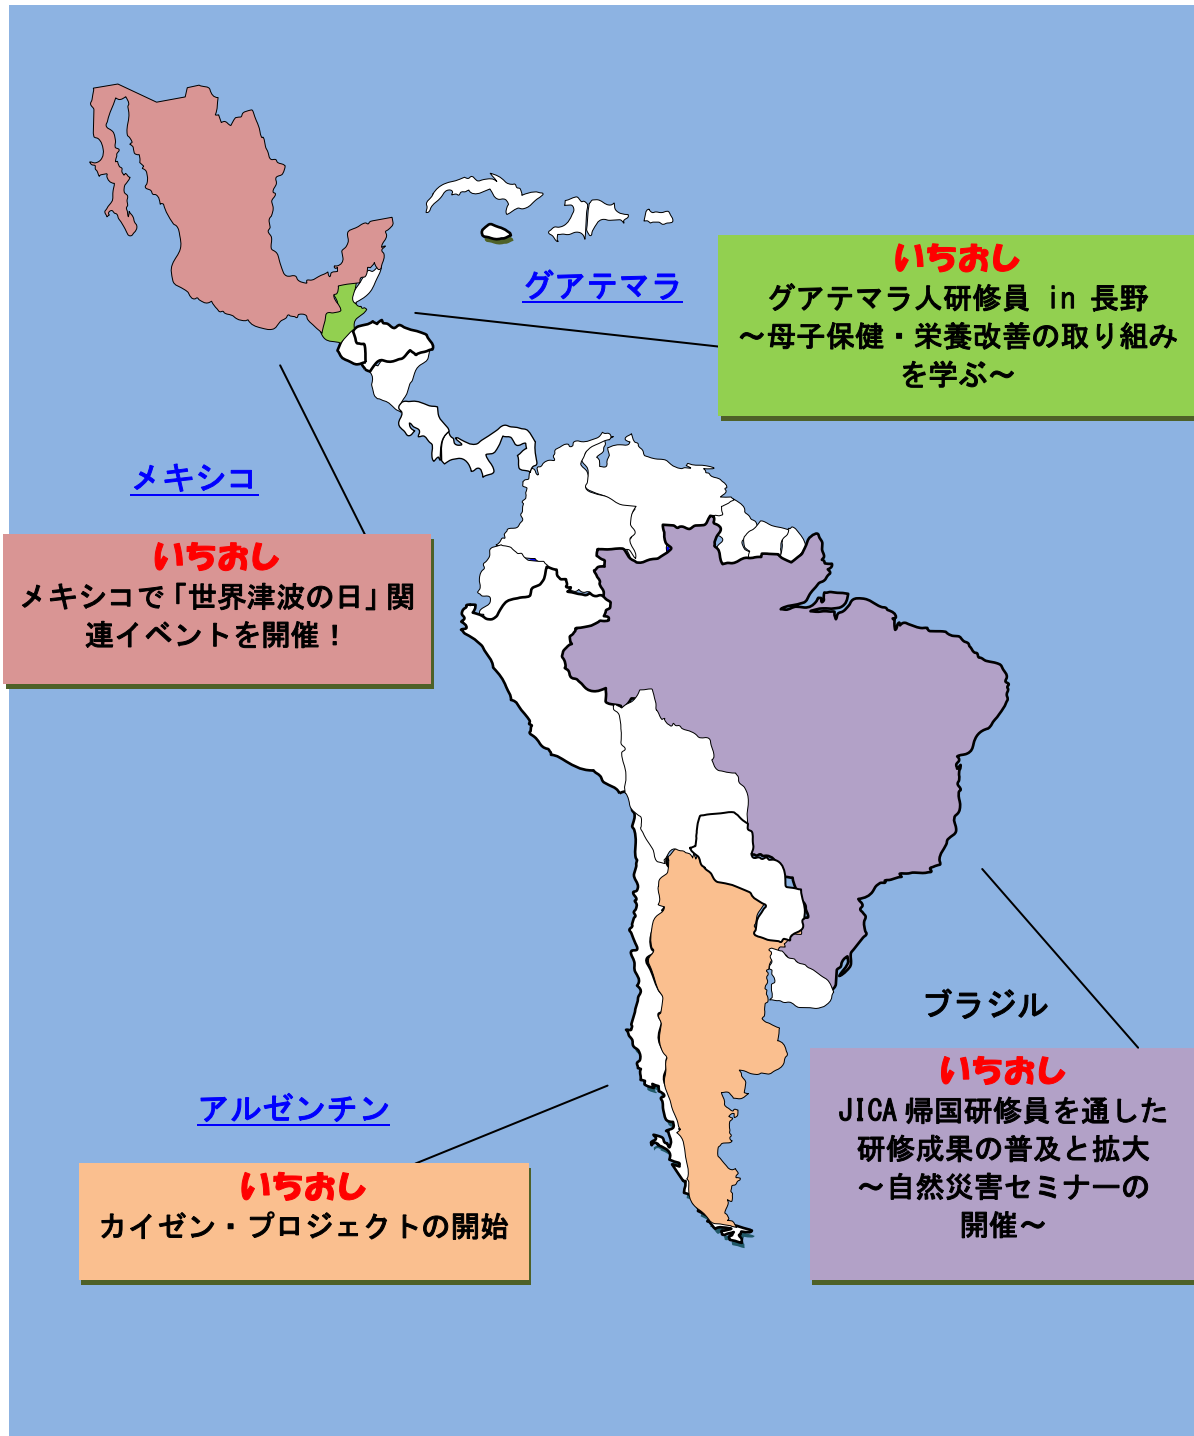 グアテマラ
いちおし
グアテマラ人研修員 in 長野
～母子保健・栄養改善の取り組み
を学ぶ～
メキシコ
いちおし
メキシコで「世界津波の日」関
連イベントを開催！
ブラジル
いちおし
JICA 帰国研修員を通した
研修成果の普及と拡大
～自然災害セミナーの
開催～
アルゼンチン
いちおし
カイゼン・プロジェクトの開始